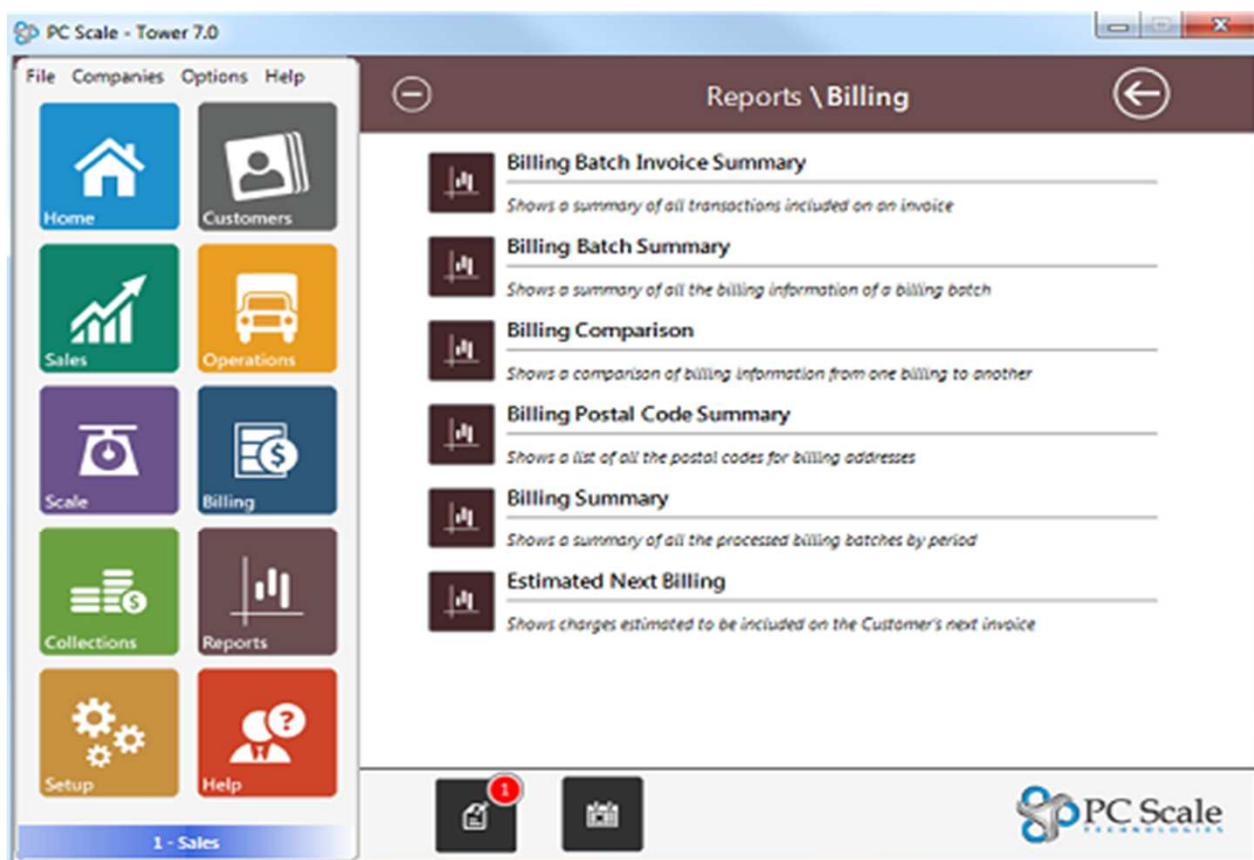 PC Scale - Tower 7.0
File Companies Options Help
Home
Customers
Sales
Operations
Scale
Billing
Collections
Reports
Setup
Help
1 - Sales
Reports \ Billing
Billing Batch Invoice Summary
Shows a summary of all transactions included on an invoice
Billing Batch Summary
Shows a summary of all the billing information of a billing batch
Billing Comparison
Shows a comparison of billing information from one billing to another
Billing Postal Code Summary
Shows a list of all the postal codes for billing addresses
Billing Summary
Shows a summary of all the processed billing batches by period
Estimated Next Billing
Shows charges estimated to be included on the Customer's next invoice
1
PC Scale
TECHNOLOGIES